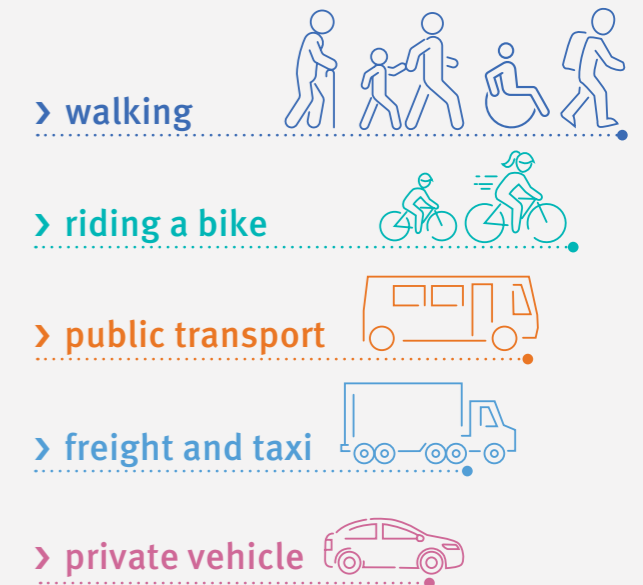 › walking
› riding a bike
› public transport
› freight and taxi
› private vehicle